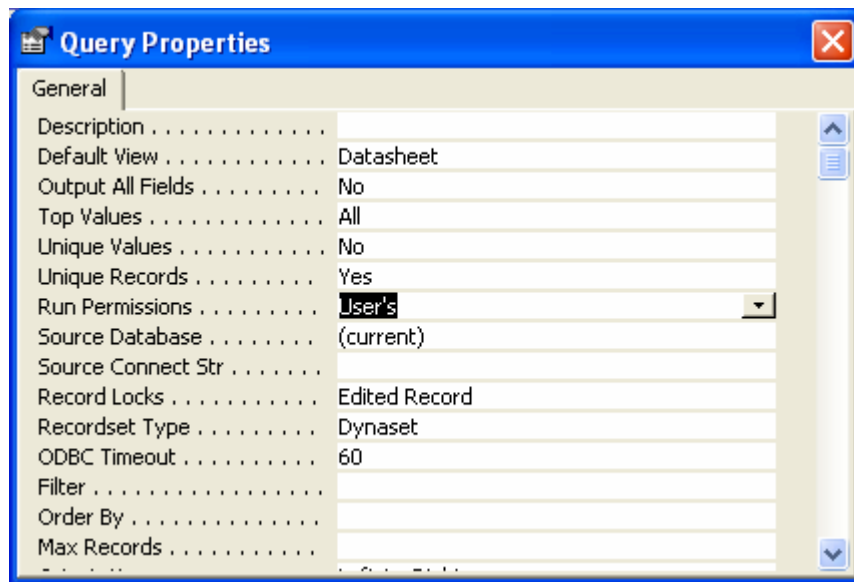 Query Properties
General
Description . . . . . . . . . . . . .
Default View . . . . . . . . . . . . Datasheet
Output All Fields . . . . . . . . . No
Top Values . . . . . . . . . . . . . All
Unique Values . . . . . . . . . . . No
Unique Records . . . . . . . . . Yes
Run Permissions . . . . . . . . . User's
Source Database . . . . . . . . (current)
Source Connect Str . . . . . . .
Record Locks . . . . . . . . . . . Edited Record
Recordset Type . . . . . . . . . Dynaset
ODBC Timeout . . . . . . . . . . 60
Filter . . . . . . . . . . . . . . . . . .
Order By . . . . . . . . . . . . . . .
Max Records . . . . . . . . . . .